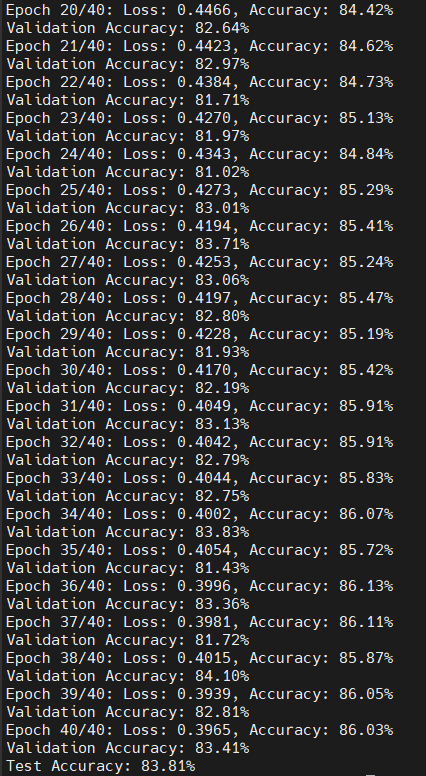 Epoch 20/40: Loss: 0.4466, Accuracy: 84.42%
Validation Accuracy: 82.64%
Epoch 21/40: Loss: 0.4423, Accuracy: 84.62%
Validation Accuracy: 82.97%
Epoch 22/40: Loss: 0.4384, Accuracy: 84.73%
Validation Accuracy: 81.71%
Epoch 23/40: Loss: 0.4270, Accuracy: 85.13%
Validation Accuracy: 81.97%
Epoch 24/40: Loss: 0.4343, Accuracy: 84.84%
Validation Accuracy: 81.02%
Epoch 25/40: Loss: 0.4273, Accuracy: 85.29%
Validation Accuracy: 83.01%
Epoch 26/40: Loss: 0.4194, Accuracy: 85.41%
Validation Accuracy: 83.71%
Epoch 27/40: Loss: 0.4253, Accuracy: 85.24%
Validation Accuracy: 83.06%
Epoch 28/40: Loss: 0.4197, Accuracy: 85.47%
Validation Accuracy: 82.80%
Epoch 29/40: Loss: 0.4228, Accuracy: 85.19%
Validation Accuracy: 81.93%
Epoch 30/40: Loss: 0.4170, Accuracy: 85.42%
Validation Accuracy: 82.19%
Epoch 31/40: Loss: 0.4049, Accuracy: 85.91%
Validation Accuracy: 83.13%
Epoch 32/40: Loss: 0.4042, Accuracy: 85.91%
Validation Accuracy: 82.79%
Epoch 33/40: Loss: 0.4044, Accuracy: 85.83%
Validation Accuracy: 82.75%
Epoch 34/40: Loss: 0.4002, Accuracy: 86.07%
Validation Accuracy: 83.83%
Epoch 35/40: Loss: 0.4054, Accuracy: 85.72%
Validation Accuracy: 81.43%
Epoch 36/40: Loss: 0.3996, Accuracy: 86.13%
Validation Accuracy: 83.36%
Epoch 37/40: Loss: 0.3981, Accuracy: 86.11%
Validation Accuracy: 81.72%
Epoch 38/40: Loss: 0.4015, Accuracy: 85.87%
Validation Accuracy: 84.10%
Epoch 39/40: Loss: 0.3939, Accuracy: 86.05%
Validation Accuracy: 82.81%
Epoch 40/40: Loss: 0.3965, Accuracy: 86.03%
Validation Accuracy: 83.41%
Test Accuracy: 83.81%